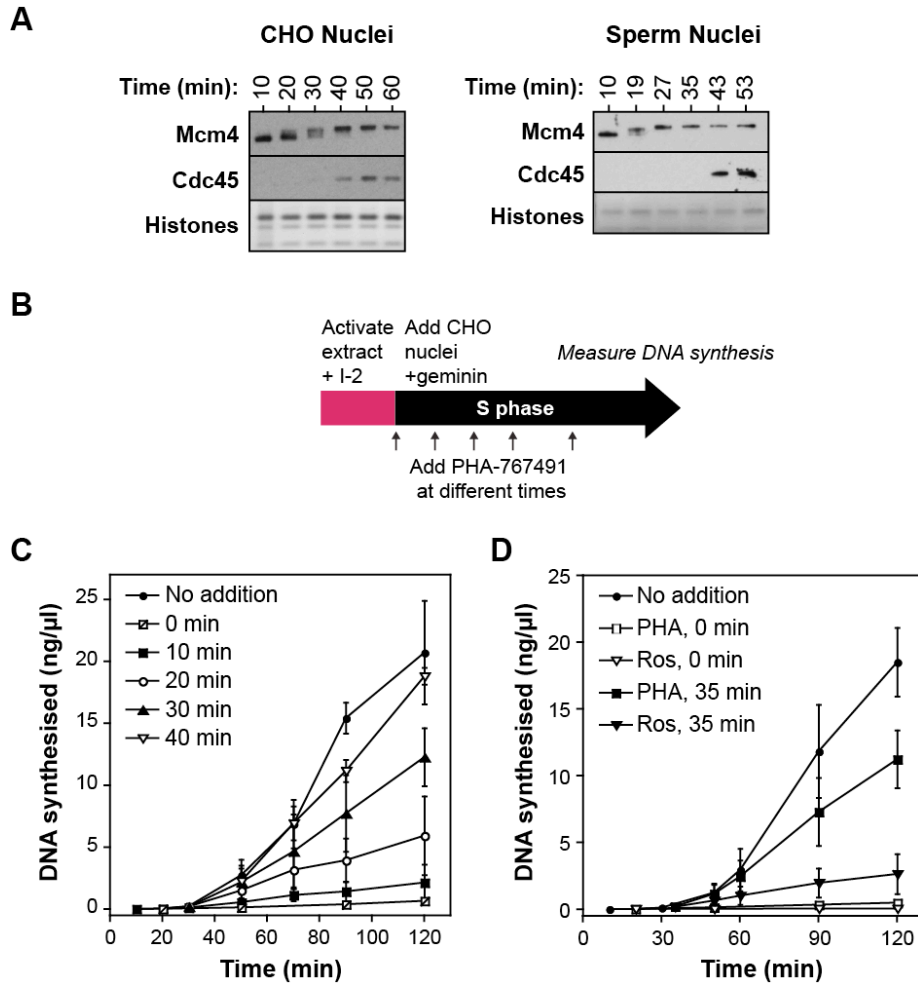 A
CHO Nuclei
Time (min): 10 20 30 40 50 60
Mcm4
Cdc45
Histones
Sperm Nuclei
Time (min): 10 19 27 35 43 53
Mcm4
Cdc45
Histones
B
Activate
extract
+ I-2
Add CHO
nuclei
+geminin
Measure DNA synthesis
S phase
Add PHA-767491
at different times
C
DNA synthesised (ng/µl)
25
20
15
10
5
0
No addition
0 min
10 min
20 min
30 min
40 min
0 20 40 60 80 100 120
Time (min)
D
DNA synthesised (ng/µl)
25
20
15
10
5
0
No addition
PHA, 0 min
Ros, 0 min
PHA, 35 min
Ros, 35 min
0 30 60 90 120
Time (min)